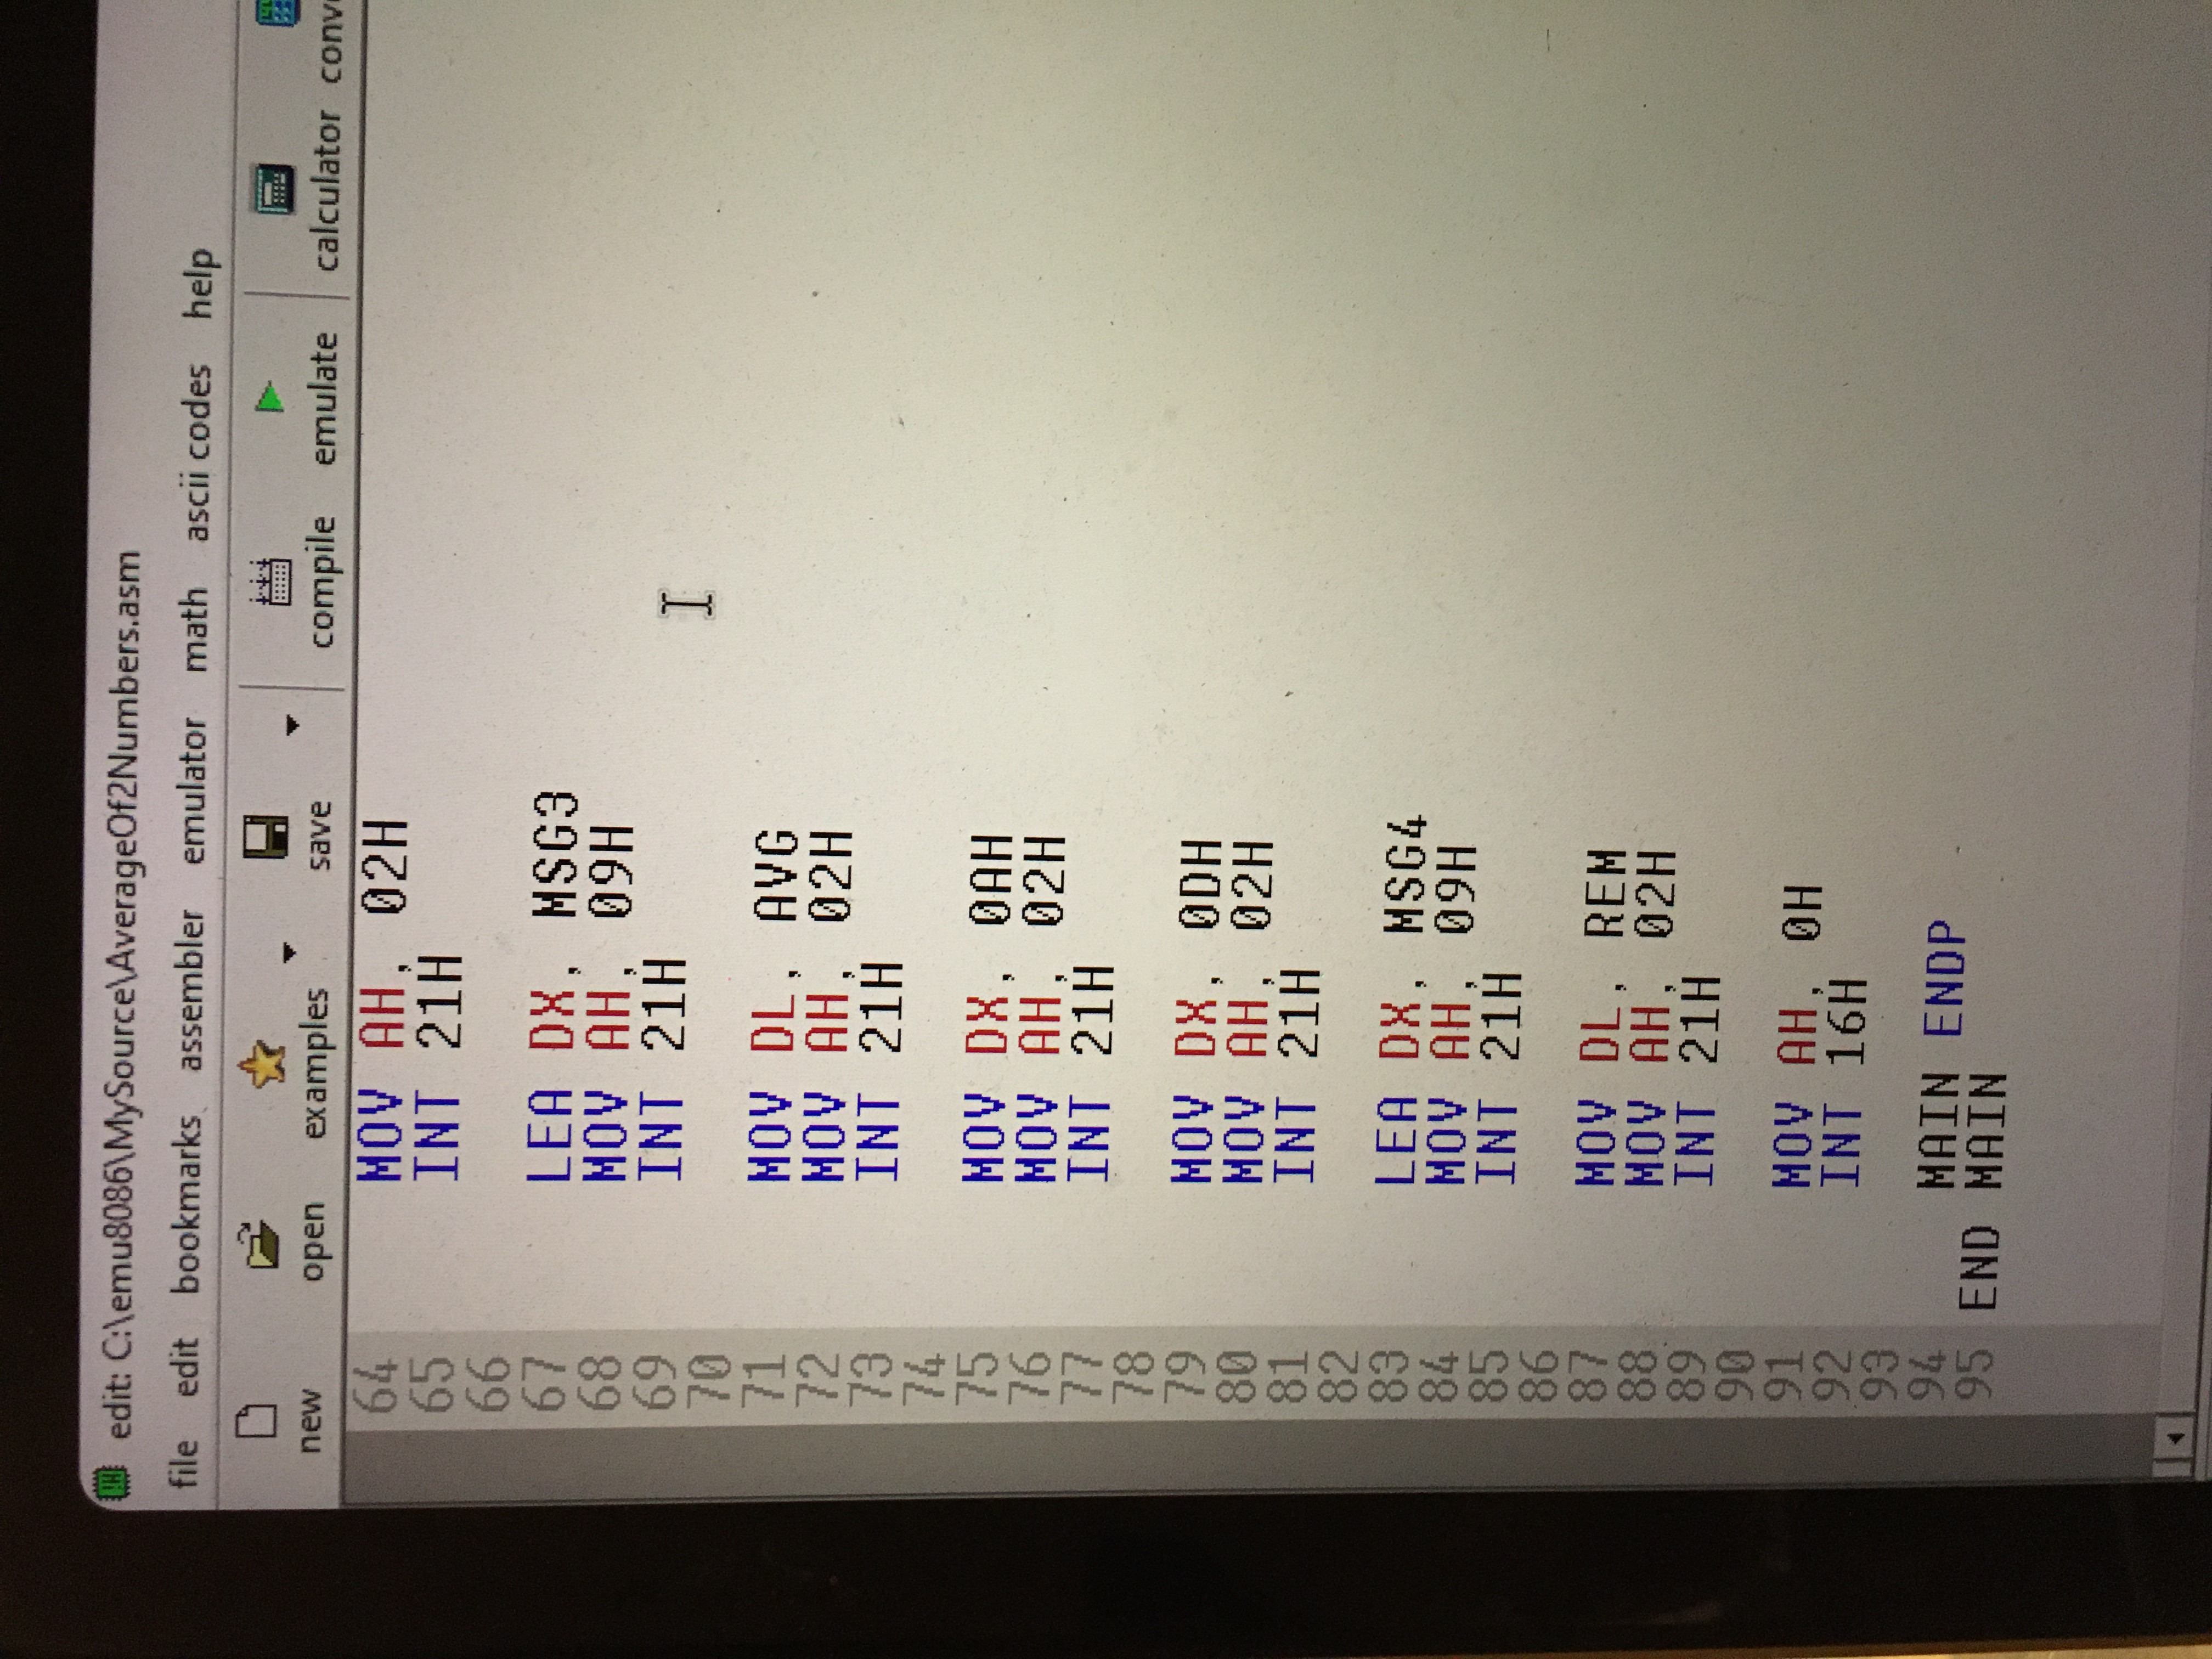 edit: C:\emu8086\MySource\AverageOf2Numbers.asm
file edit bookmarks assembler emulator math ascii codes help
new open examples save compile emulate calculator
64 MOV AH, 02H
65 INT 21H
66
67 LEA DX, MSG3
68 MOV AH, 09H
69 INT 21H
70
71 MOV DL, AVG
72 MOV AH, 02H
73 INT 21H
74
75 MOV DX, 0AH
76 MOV AH, 02H
77 INT 21H
78
79 MOV DX, 0DH
80 MOV AH, 02H
81 INT 21H
82
83 LEA DX, MSG4
84 MOV AH, 09H
85 INT 21H
86
87 MOV DL, REM
88 MOV AH, 02H
89 INT 21H
90
91 MOV AH, 0H
92 INT 16H
93
94 MAIN ENDP
95 END MAIN